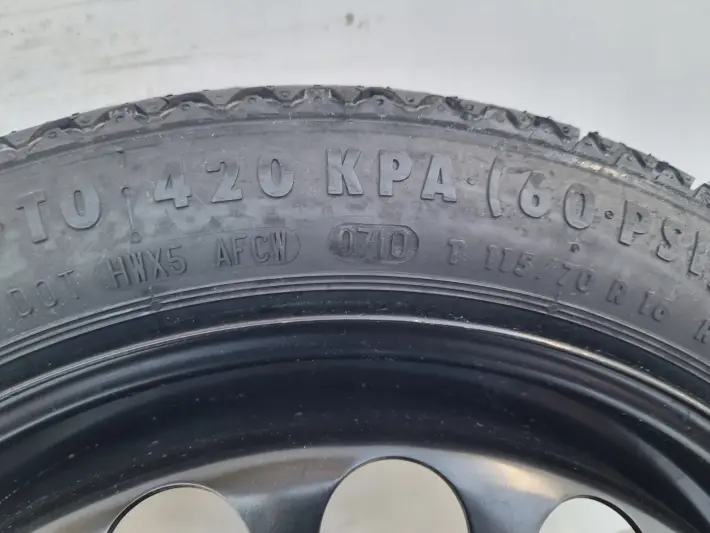 TO 420 KPA (60 PSI
DOT HWX5 AFCW 0710 T 115/70 R 16